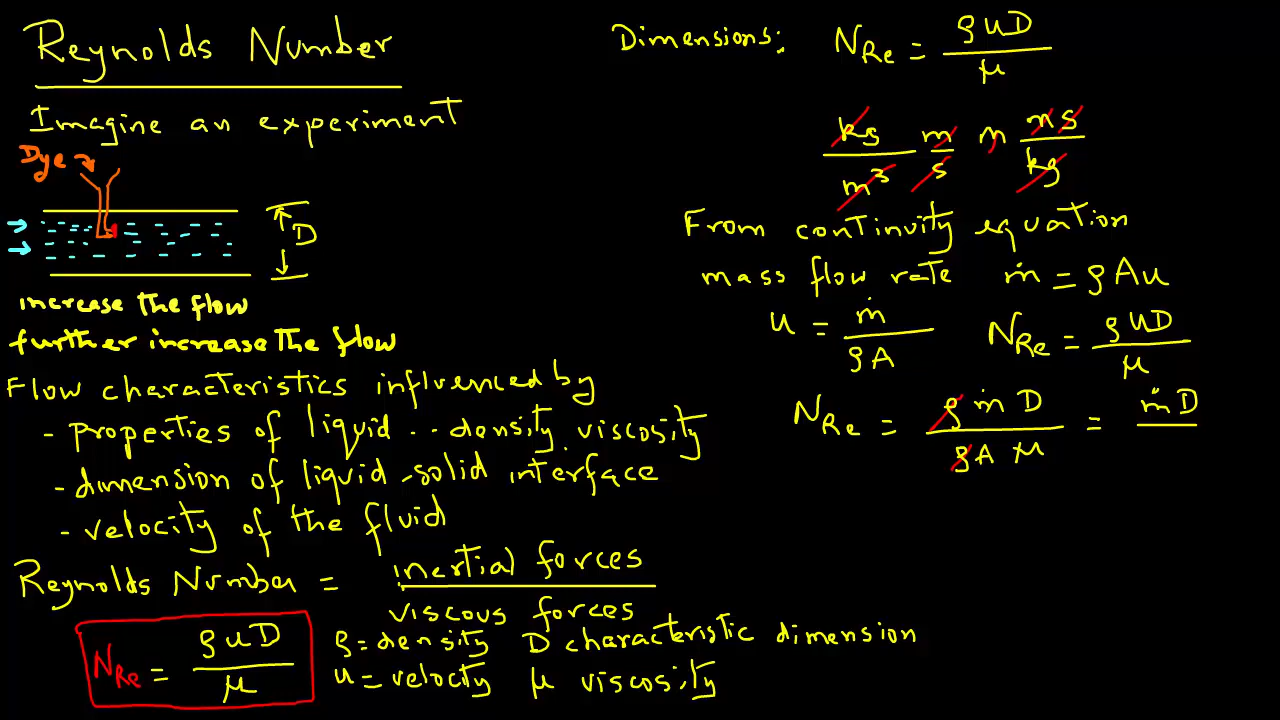 Reynolds Number
Imagine an experiment
Dye
D
increase the flow
further increase the flow
Flow characteristics influenced by
- properties of liquid .. density, viscosity
- dimension of liquid-solid interface
- velocity of the fluid
Reynolds Number = inertial forces / viscous forces
N_Re = ρuD / μ
ρ = density D characteristic dimension
u = velocity μ viscosity
Dimensions: N_Re = ρuD / μ
kg/m³ m/s m m s/kg
From continuity equation
mass flow rate ṁ = ρAu
u = ṁ / ρA N_Re = ρuD / μ
N_Re = ρ ṁ D / ρA μ = ṁD